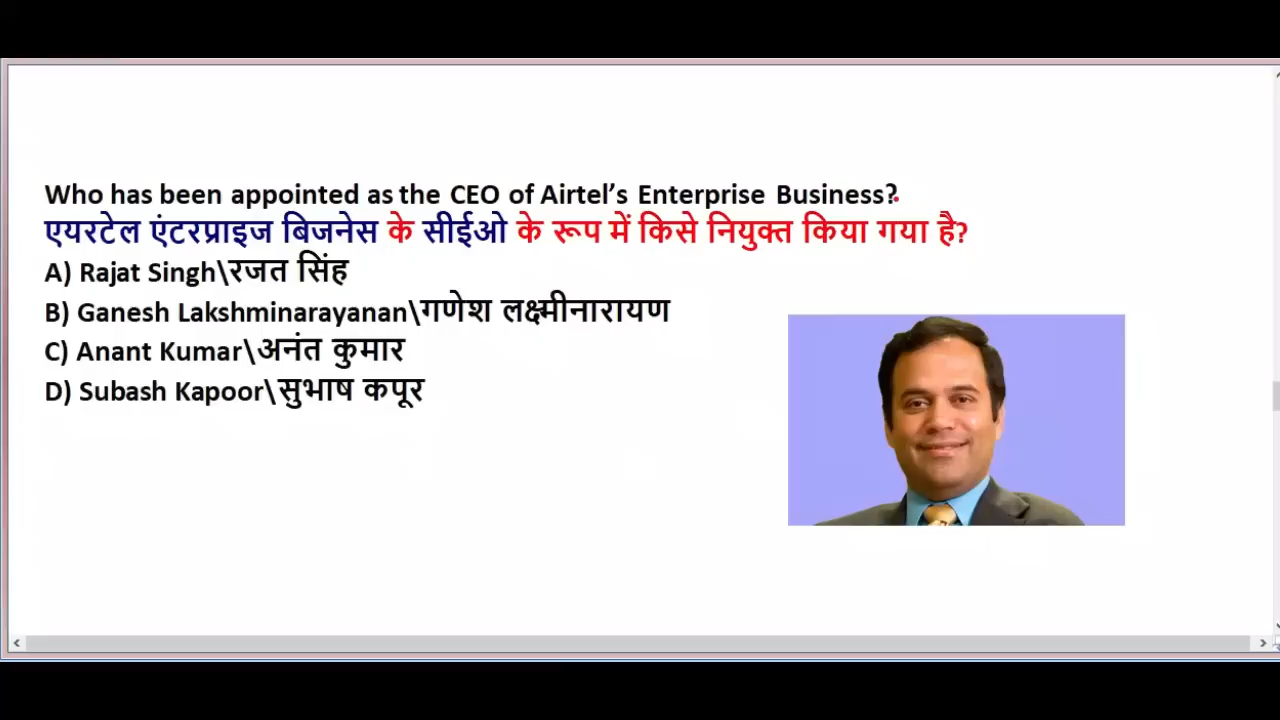 Who has been appointed as the CEO of Airtel’s Enterprise Business?
एयरटेल एंटरप्राइज बिजनेस के सीईओ के रूप में किसे नियुक्त किया गया है?
A) Rajat Singh\रजत सिंह
B) Ganesh Lakshminarayanan\गणेश लक्ष्मीनारायण
C) Anant Kumar\अनंत कुमार
D) Subash Kapoor\सुभाष कपूर